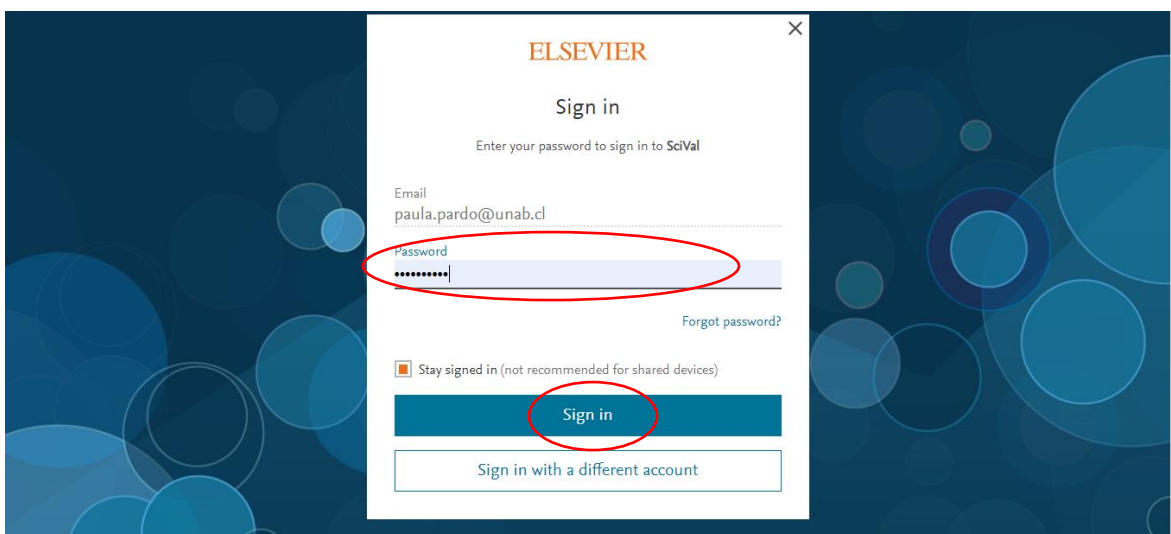 ELSEVIER
Sign in
Enter your password to sign in to SciVal
Email
paula.pardo@unab.cl
Password
••••••••••
Forgot password?
Stay signed in (not recommended for shared devices)
Sign in
Sign in with a different account